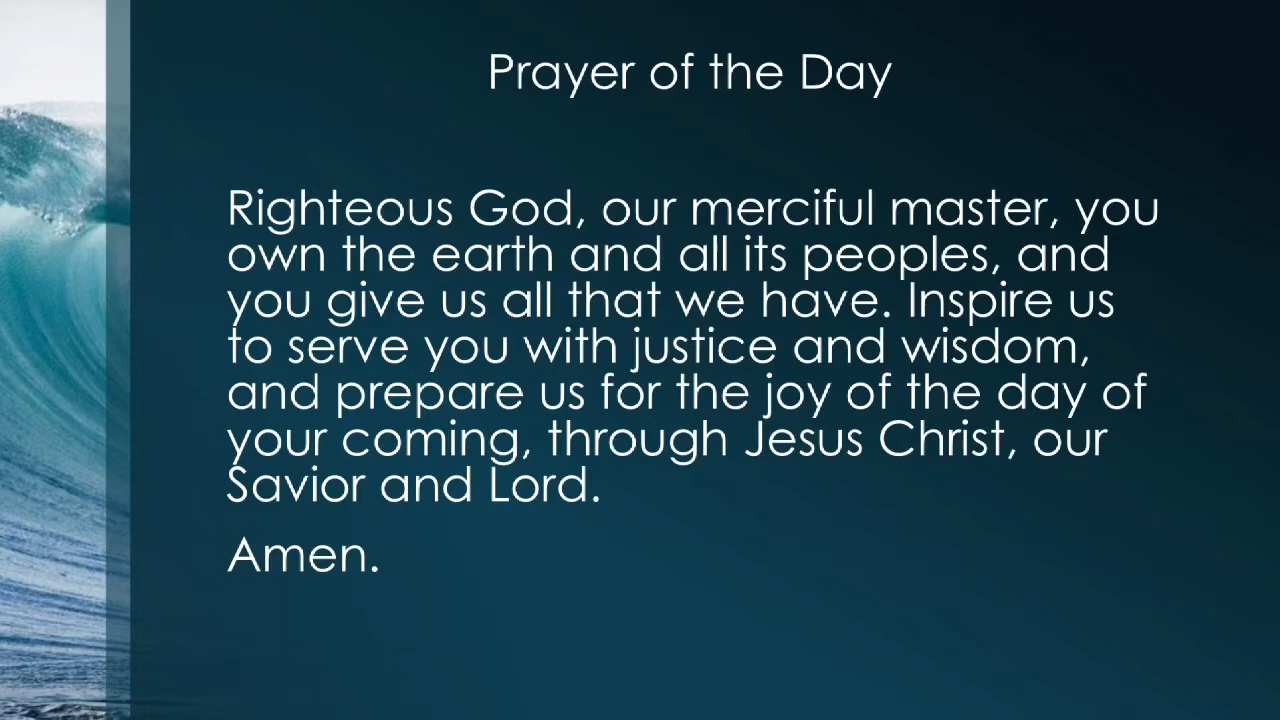 Prayer of the Day
Righteous God, our merciful master, you
own the earth and all its peoples, and
you give us all that we have. Inspire us
to serve you with justice and wisdom,
and prepare us for the joy of the day of
your coming, through Jesus Christ, our
Savior and Lord.
Amen.